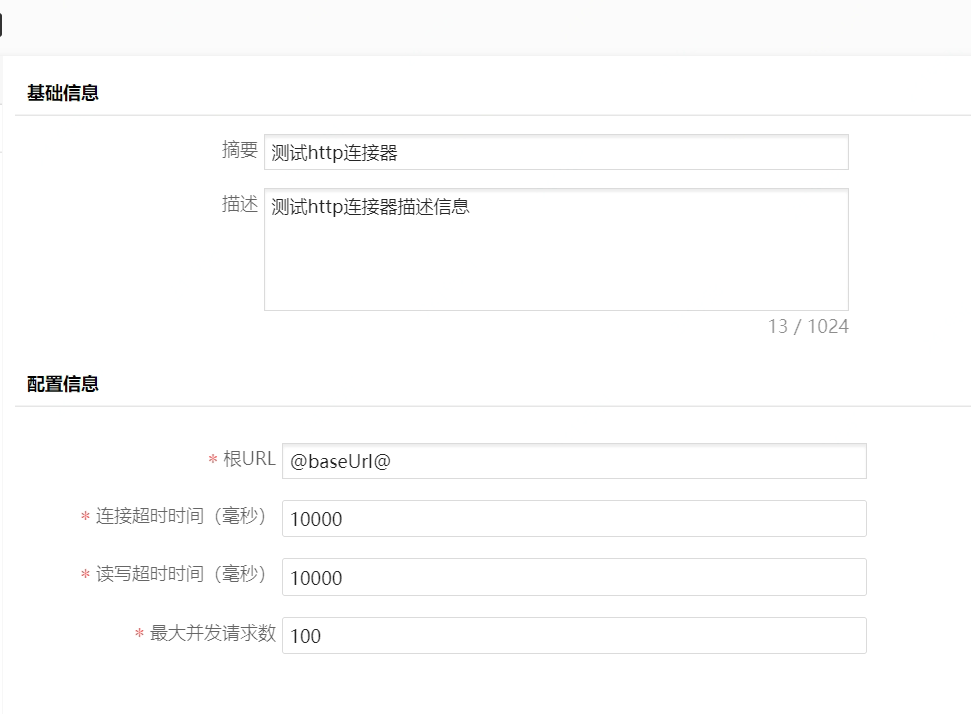 基础信息
摘要 测试http连接器
描述 测试http连接器描述信息
13 / 1024
配置信息
* 根URL @baseUrl@
* 连接超时时间（毫秒） 10000
* 读写超时时间（毫秒） 10000
* 最大并发请求数 100